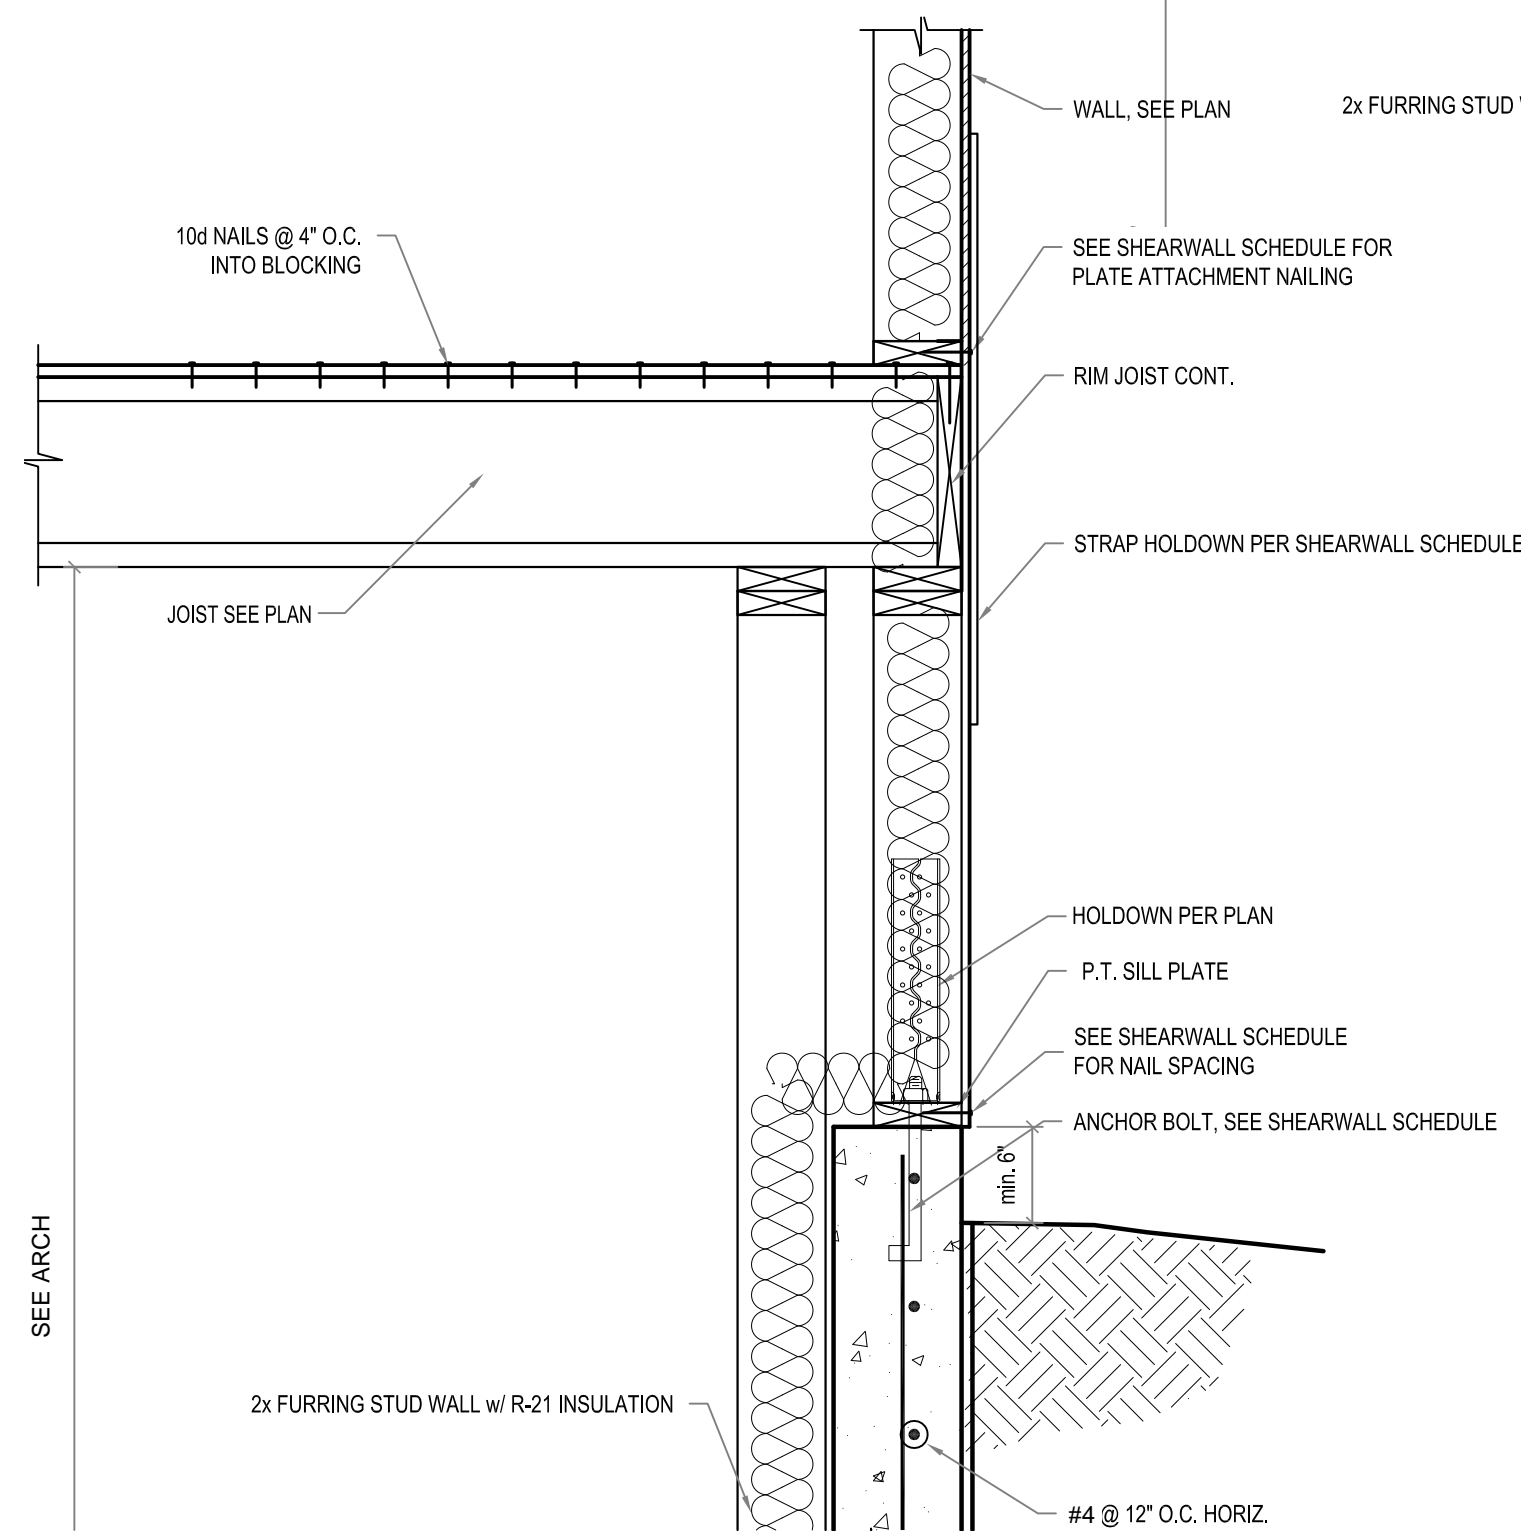 WALL, SEE PLAN
2x FURRING STUD
10d NAILS @ 4" O.C.
INTO BLOCKING
SEE SHEARWALL SCHEDULE FOR
PLATE ATTACHMENT NAILING
RIM JOIST CONT.
STRAP HOLDOWN PER SHEARWALL SCHEDULE
JOIST SEE PLAN
HOLDOWN PER PLAN
P.T. SILL PLATE
SEE SHEARWALL SCHEDULE
FOR NAIL SPACING
ANCHOR BOLT, SEE SHEARWALL SCHEDULE
min. 6"
SEE ARCH
2x FURRING STUD WALL w/ R-21 INSULATION
#4 @ 12" O.C. HORIZ.